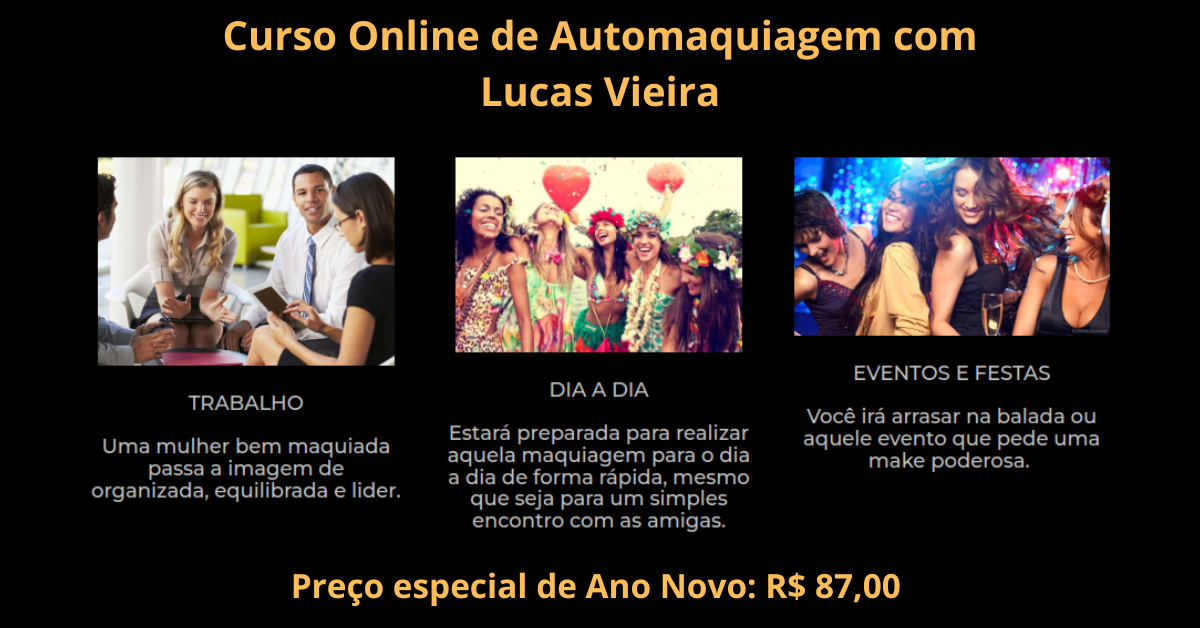 Curso Online de Automaquiagem com
Lucas Vieira
TRABALHO
Uma mulher bem maquiada
passa a imagem de
organizada, equilibrada e lider.
DIA A DIA
Estará preparada para realizar
aquela maquiagem para o dia
a dia de forma rápida, mesmo
que seja para um simples
encontro com as amigas.
EVENTOS E FESTAS
Você irá arrasar na balada ou
aquele evento que pede uma
make poderosa.
Preço especial de Ano Novo: R$ 87,00